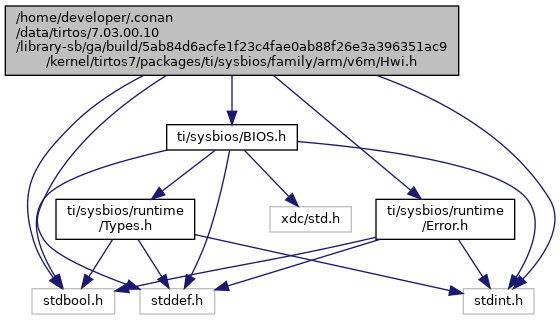 /home/developer/.conan
/data/tirtos/7.03.00.10
/library-sb/ga/build/5ab84d6acfe1f23c4fae0ab88f26e3a396351ac9
/kernel/tirtos7/packages/ti/sysbios/family/arm/v6m/Hwi.h
ti/sysbios/BIOS.h
ti/sysbios/runtime
/Types.h
xdc/std.h
ti/sysbios/runtime
/Error.h
stdbool.h
stddef.h
stdint.h